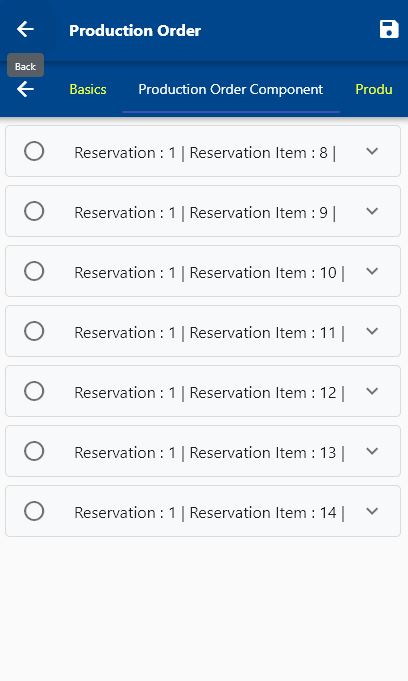 Production Order
Back
Basics Production Order Component Produ
Reservation : 1 | Reservation Item : 8 |
Reservation : 1 | Reservation Item : 9 |
Reservation : 1 | Reservation Item : 10 |
Reservation : 1 | Reservation Item : 11 |
Reservation : 1 | Reservation Item : 12 |
Reservation : 1 | Reservation Item : 13 |
Reservation : 1 | Reservation Item : 14 |